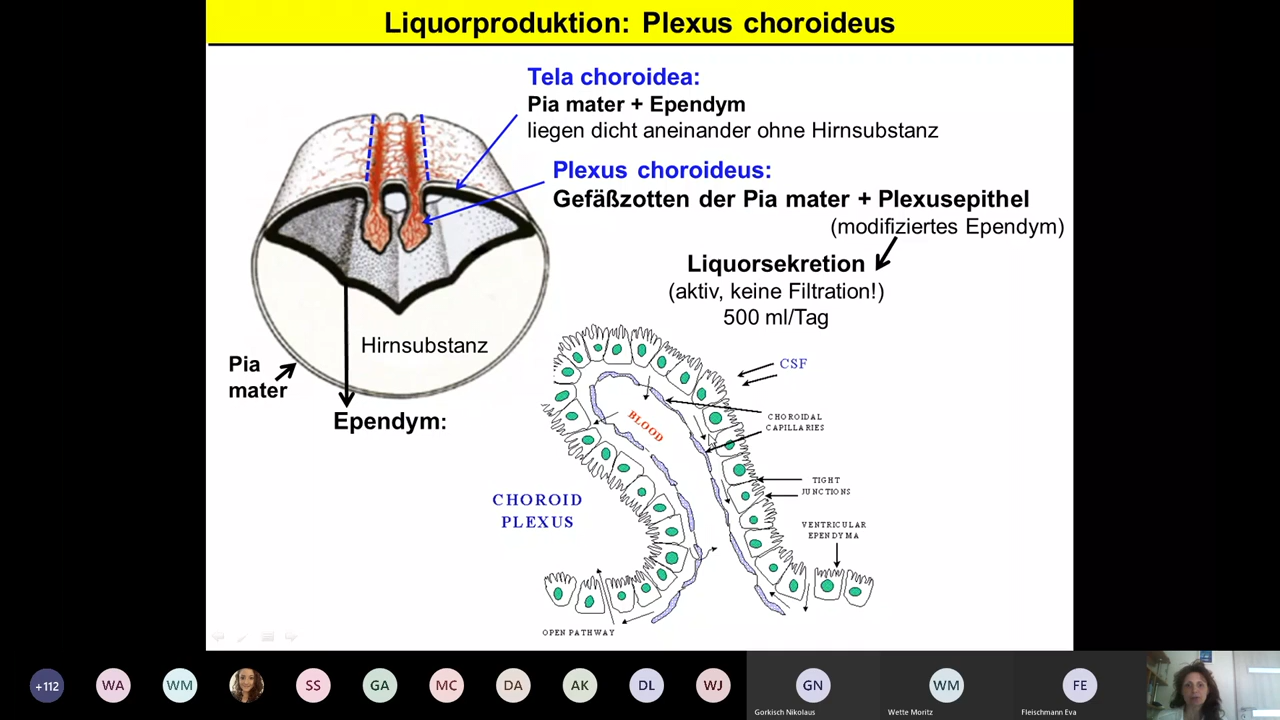 Liquorproduktion: Plexus choroideus
Tela choroidea:
Pia mater + Ependym
liegen dicht aneinander ohne Hirnsubstanz
Plexus choroideus:
Gefäßzotten der Pia mater + Plexusepithel
(modifiziertes Ependym)
Liquorsekretion
(aktiv, keine Filtration!)
500 ml/Tag
Hirnsubstanz
Pia
mater
Ependym:
CSF
BLOOD
CHOROIDAL
CAPILLARIES
TIGHT
JUNCTIONS
CHOROID
PLEXUS
VENTRICULAR
EPENDYMA
OPEN PATHWAY
+112
WA
WM
SS
GA
MC
DA
AK
DL
WJ
GN
WM
FE
Gorkisch Nikolaus
Wette Moritz
Fleischmann Eva